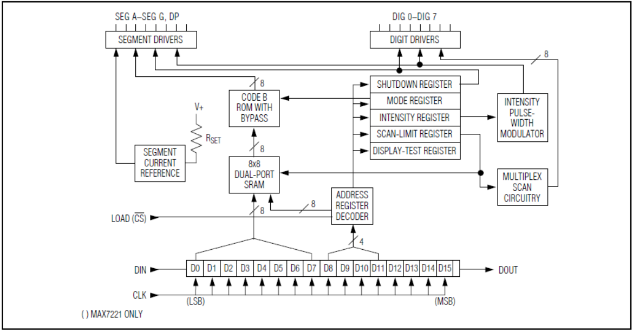 SEG A–SEG G, DP
DIG 0–DIG 7
SEGMENT DRIVERS
DIGIT DRIVERS
8
8
CODE B
ROM WITH
BYPASS
SHUTDOWN REGISTER
MODE REGISTER
INTENSITY REGISTER
SCAN-LIMIT REGISTER
DISPLAY-TEST REGISTER
INTENSITY
PULSE-
WIDTH
MODULATOR
V+
RSET
8
SEGMENT
CURRENT
REFERENCE
8x8
DUAL-PORT
SRAM
MULTIPLEX
SCAN
CIRCUITRY
ADDRESS
REGISTER
DECODER
8
8
LOAD (CS)
4
DIN
D0 D1 D2 D3 D4 D5 D6 D7 D8 D9 D10 D11 D12 D13 D14 D15
DOUT
CLK
(LSB)
(MSB)
( ) MAX7221 ONLY